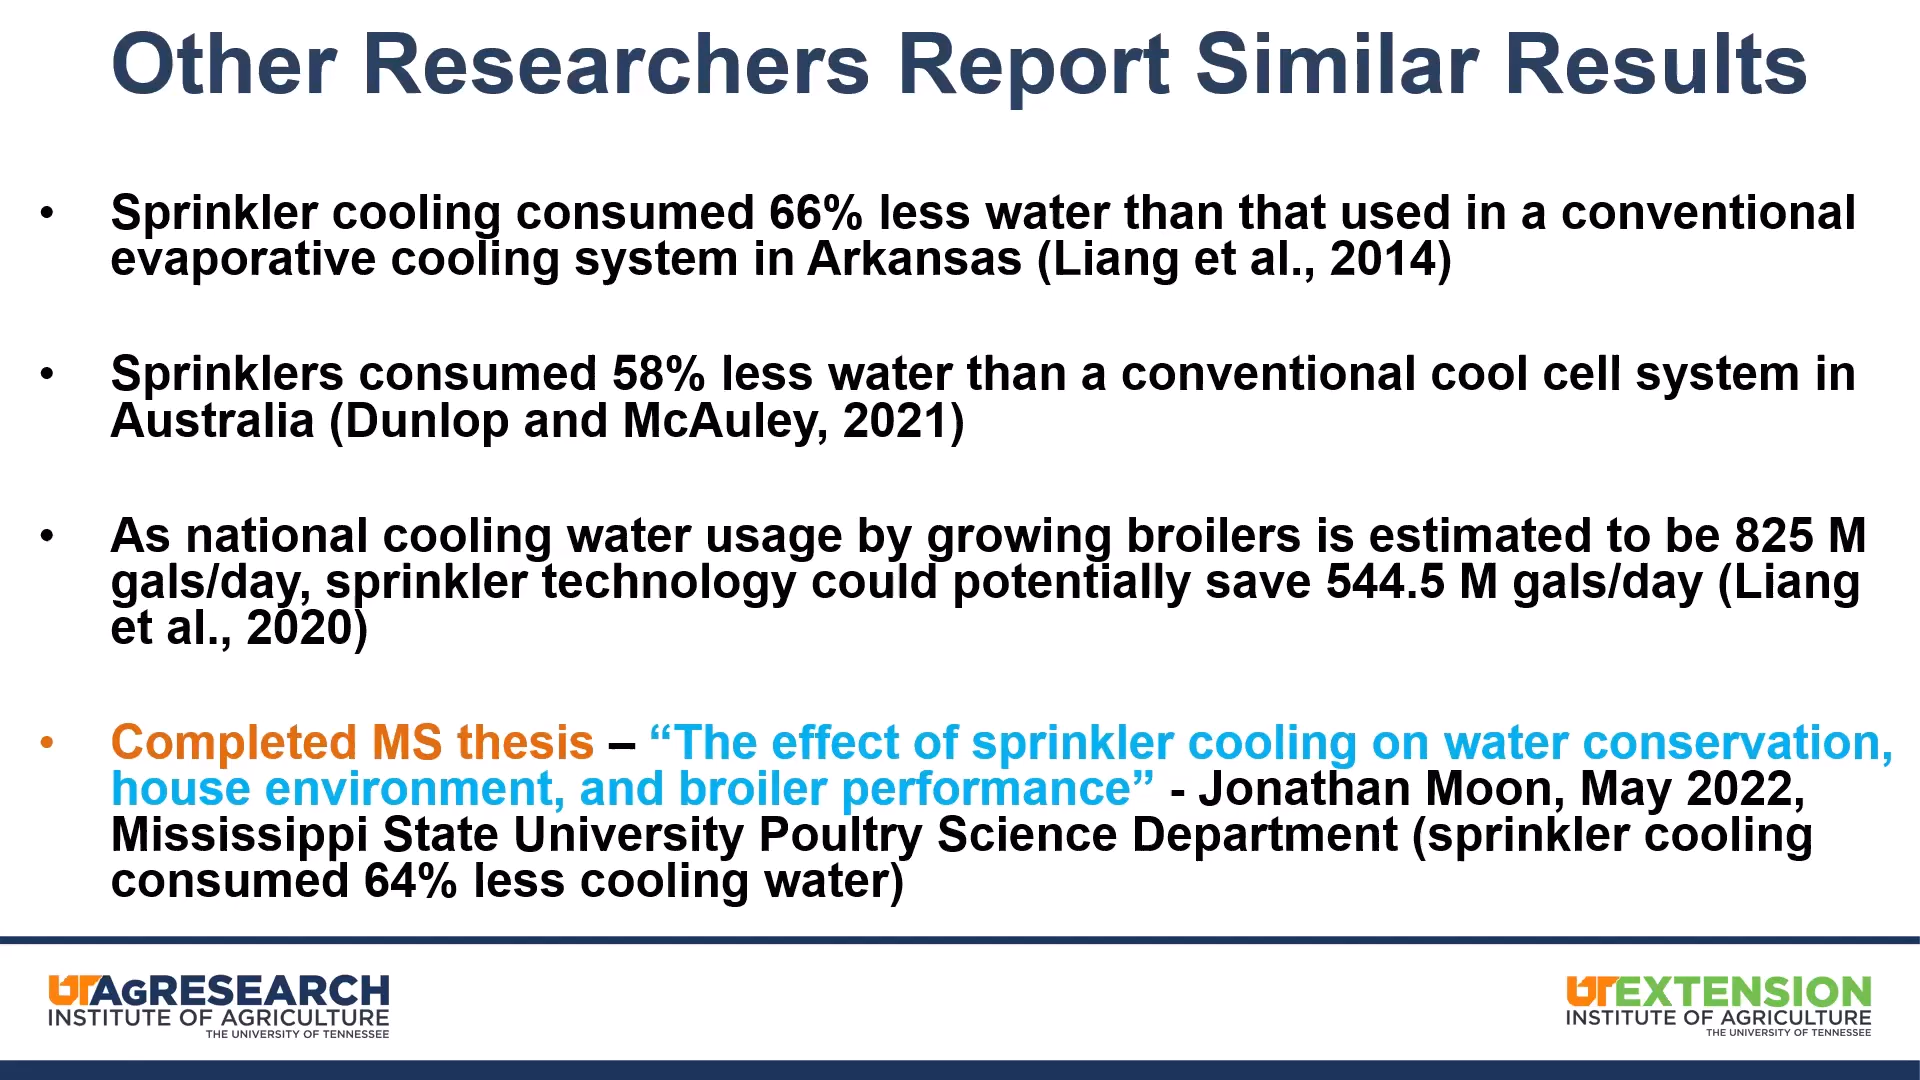 Other Researchers Report Similar Results
• Sprinkler cooling consumed 66% less water than that used in a conventional
evaporative cooling system in Arkansas (Liang et al., 2014)
• Sprinklers consumed 58% less water than a conventional cool cell system in
Australia (Dunlop and McAuley, 2021)
• As national cooling water usage by growing broilers is estimated to be 825 M
gals/day, sprinkler technology could potentially save 544.5 M gals/day (Liang
et al., 2020)
• Completed MS thesis – “The effect of sprinkler cooling on water conservation,
house environment, and broiler performance” - Jonathan Moon, May 2022,
Mississippi State University Poultry Science Department (sprinkler cooling
consumed 64% less cooling water)
UTAGRESEARCH
INSTITUTE OF AGRICULTURE
THE UNIVERSITY OF TENNESSEE
UTEXTENSION
INSTITUTE OF AGRICULTURE
THE UNIVERSITY OF TENNESSEE